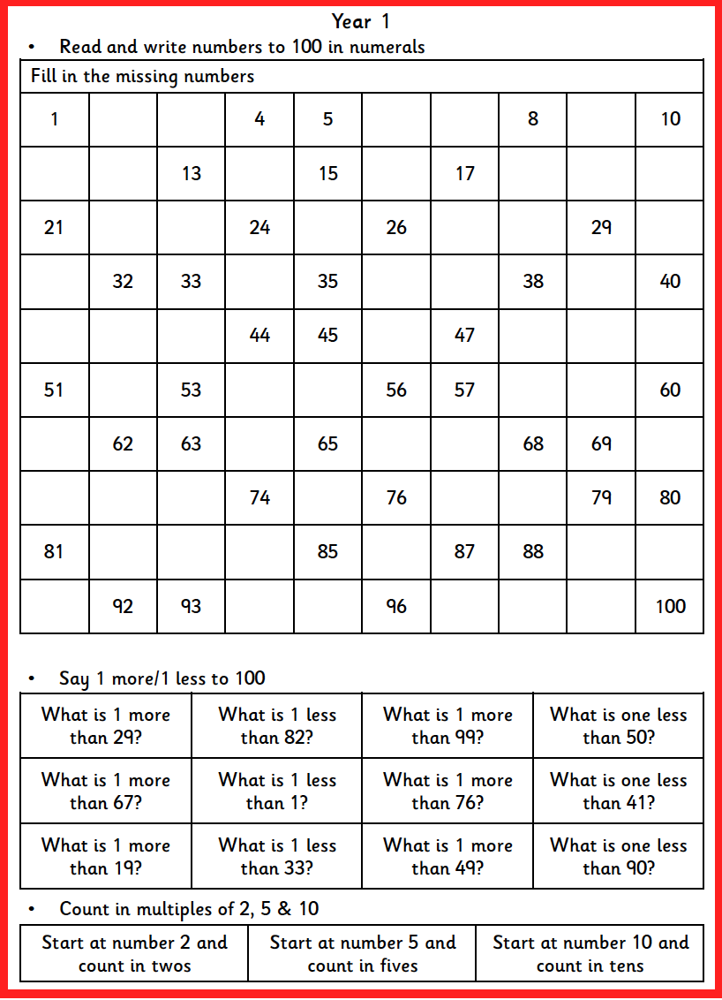 Year 1
• Read and write numbers to 100 in numerals
Fill in the missing numbers
1 4 5 8 10
13 15 17
21 24 26 29
32 33 35 38 40
44 45 47
51 53 56 57 60
62 63 65 68 69
74 76 79 80
81 85 87 88
92 93 96 100
• Say 1 more/1 less to 100
What is 1 more than 29?
What is 1 less than 82?
What is 1 more than 99?
What is one less than 50?
What is 1 more than 67?
What is 1 less than 1?
What is 1 more than 76?
What is one less than 41?
What is 1 more than 19?
What is 1 less than 33?
What is 1 more than 49?
What is one less than 90?
• Count in multiples of 2, 5 & 10
Start at number 2 and count in twos
Start at number 5 and count in fives
Start at number 10 and count in tens